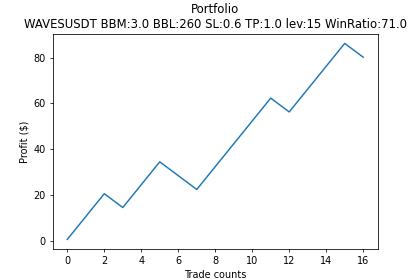 Portfolio
WAVESUSDT BBM:3.0 BBL:260 SL:0.6 TP:1.0 lev:15 WinRatio:71.0
80
60
40
20
0
Profit ($)
0 2 4 6 8 10 12 14 16
Trade counts